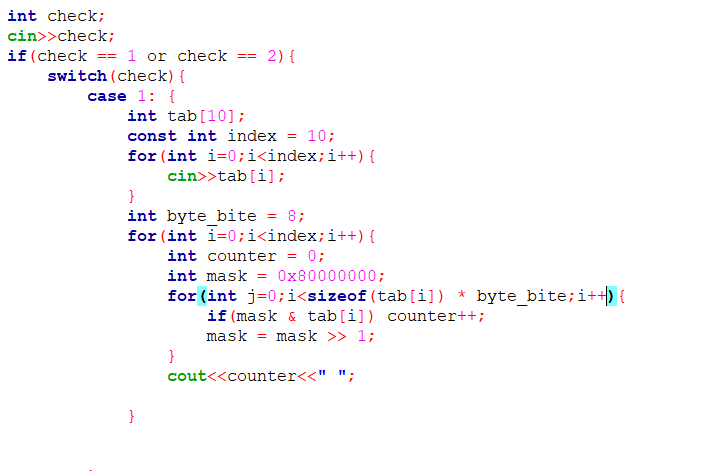 int check;
cin>>check;
if(check == 1 or check == 2){
switch(check){
case 1: {
int tab[10];
const int index = 10;
for(int i=0;i<index;i++){
cin>>tab[i];
}
int byte_bite = 8;
for(int i=0;i<index;i++){
int counter = 0;
int mask = 0x80000000;
for(int j=0;i<sizeof(tab[i]) * byte_bite;i++){
if(mask & tab[i]) counter++;
mask = mask >> 1;
}
cout<<counter<<" ";
}